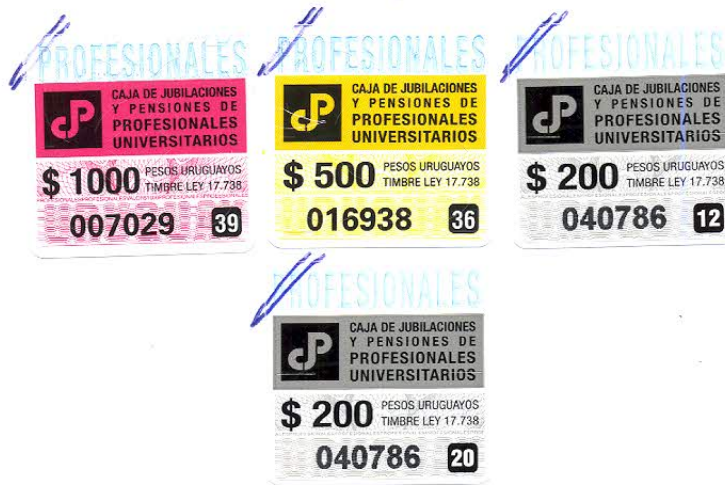 PROFESIONALES
CAJA DE JUBILACIONES
Y PENSIONES DE
PROFESIONALES
UNIVERSITARIOS
$ 1000 PESOS URUGUAYOS
TIMBRE LEY 17.738
007029 39
PROFESIONALES
CAJA DE JUBILACIONES
Y PENSIONES DE
PROFESIONALES
UNIVERSITARIOS
$ 500 PESOS URUGUAYOS
TIMBRE LEY 17.738
016938 36
PROFESIONALES
CAJA DE JUBILACIONES
Y PENSIONES DE
PROFESIONALES
UNIVERSITARIOS
$ 200 PESOS URUGUAYOS
TIMBRE LEY 17.738
040786 12
PROFESIONALES
CAJA DE JUBILACIONES
Y PENSIONES DE
PROFESIONALES
UNIVERSITARIOS
$ 200 PESOS URUGUAYOS
TIMBRE LEY 17.738
040786 20